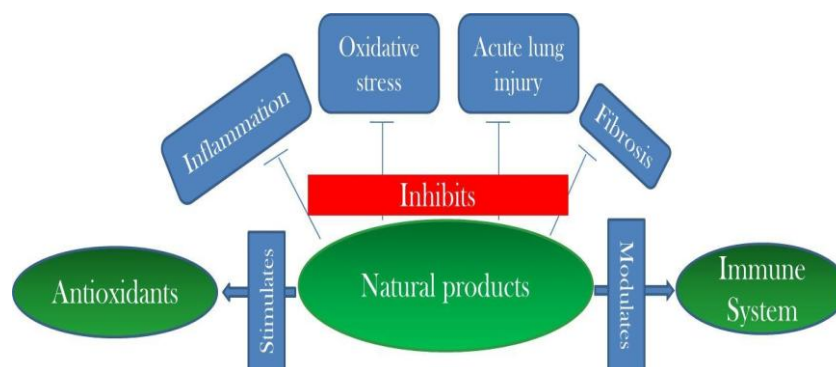 Oxidative
stress
Acute lung
injury
Inflammation
Fibrosis
Inhibits
Antioxidants
Stimulates
Natural products
Modulates
Immune
System